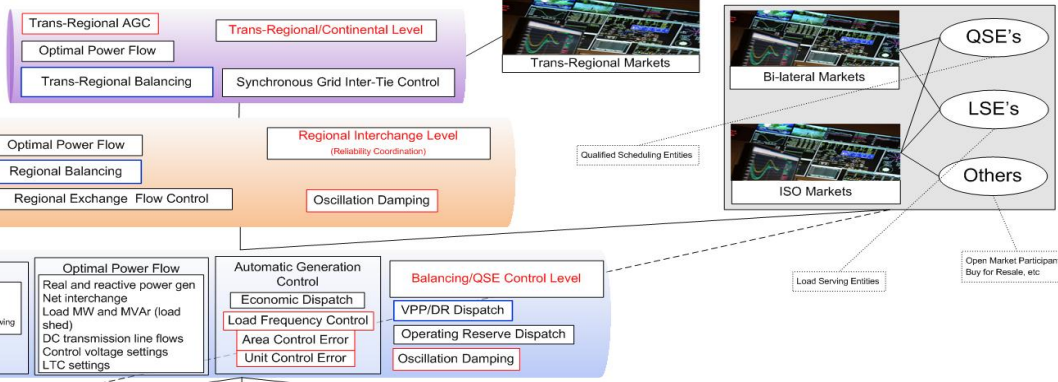 Trans-Regional AGC
Trans-Regional/Continental Level
Optimal Power Flow
Trans-Regional Balancing
Synchronous Grid Inter-Tie Control
Trans-Regional Markets
Bi-lateral Markets
QSE's
LSE's
Others
ISO Markets
Qualified Scheduling Entities
Load Serving Entities
Open Market Participan
Buy for Resale, etc
Regional Interchange Level
(Reliability Coordination)
Optimal Power Flow
Regional Balancing
Regional Exchange Flow Control
Oscillation Damping
Optimal Power Flow
Real and reactive power gen
Net interchange
Load MW and MVAr (load
shed)
DC transmission line flows
Control voltage settings
LTC settings
Automatic Generation
Control
Economic Dispatch
Load Frequency Control
Area Control Error
Unit Control Error
Balancing/QSE Control Level
VPP/DR Dispatch
Operating Reserve Dispatch
Oscillation Damping